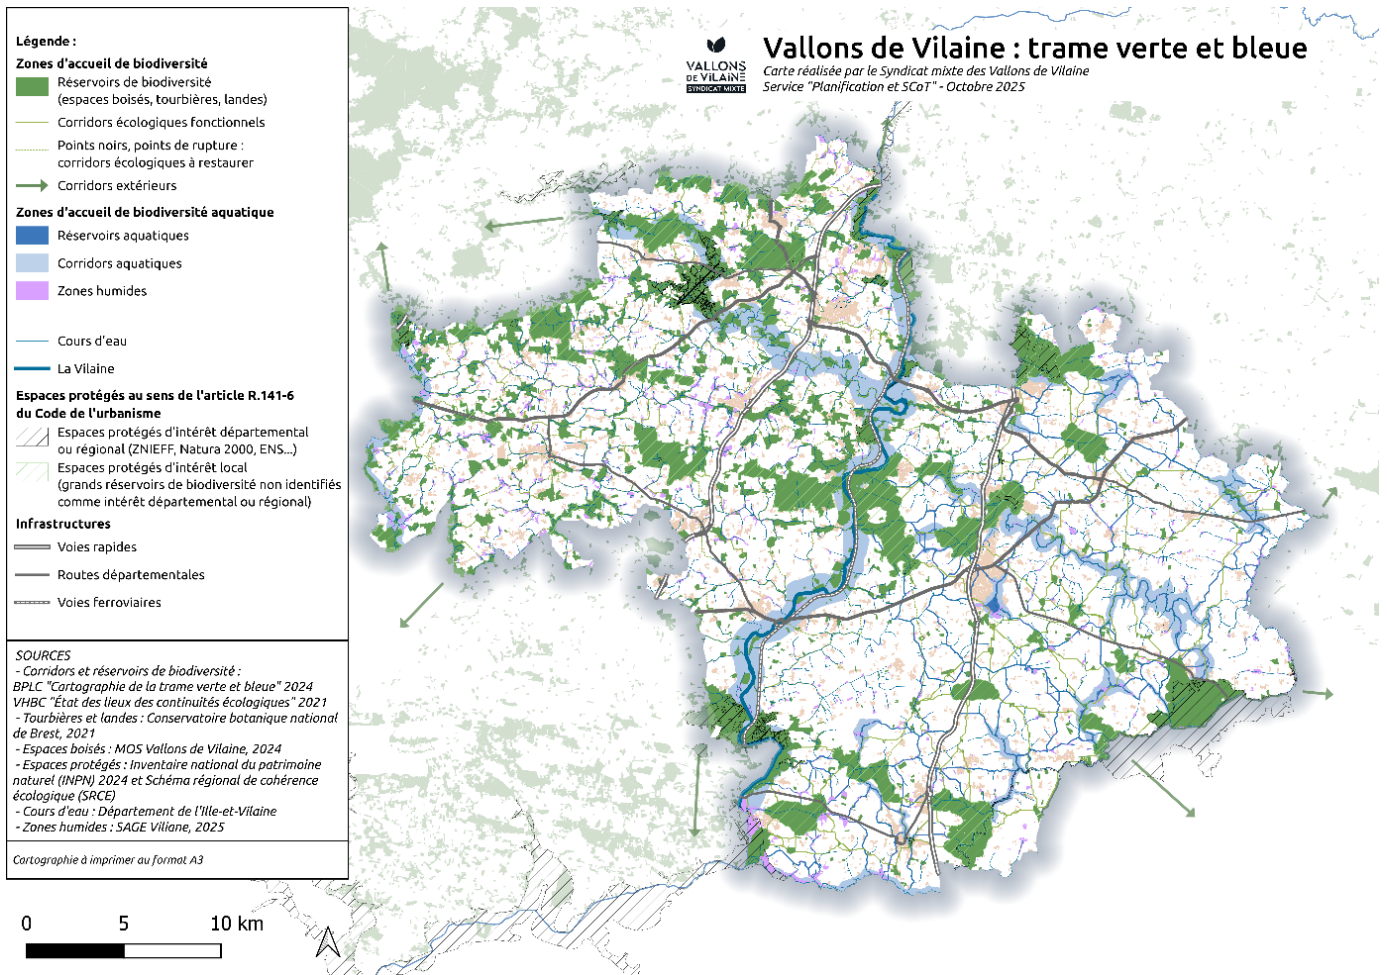 Légende :
Zones d'accueil de biodiversité
Réservoirs de biodiversité
(espaces boisés, tourbières, landes)
Corridors écologiques fonctionnels
Points noirs, points de rupture :
corridors écologiques à restaurer
Corridors extérieurs
Zones d'accueil de biodiversité aquatique
Réservoirs aquatiques
Corridors aquatiques
Zones humides
Cours d'eau
La Vilaine
Espaces protégés au sens de l'article R.141-6
du Code de l'urbanisme
Espaces protégés d'intérêt départemental
ou régional (ZNIEFF, Natura 2000, ENS...)
Espaces protégés d'intérêt local
(grands réservoirs de biodiversité non identifiés
comme intérêt départemental ou régional)
Infrastructures
Voies rapides
Routes départementales
Voies ferroviaires
SOURCES
- Corridors et réservoirs de biodiversité :
BPLC "Cartographie de la trame verte et bleue" 2024
VHBC "État des lieux des continuités écologiques" 2021
- Tourbières et landes : Conservatoire botanique national
de Brest, 2021
- Espaces boisés : MOS Vallons de Vilaine, 2024
- Espaces protégés : Inventaire national du patrimoine
naturel (INPN) 2024 et Schéma régional de cohérence
écologique (SRCE)
- Cours d'eau : Département de l'Ille-et-Vilaine
- Zones humides : SAGE Viliane, 2025
Cartographie à imprimer au format A3
0 5 10 km
VALLONS
DE VILAINE
SYNDICAT MIXTE
Vallons de Vilaine : trame verte et bleue
Carte réalisée par le Syndicat mixte des Vallons de Vilaine
Service "Planification et SCoT" - Octobre 2025